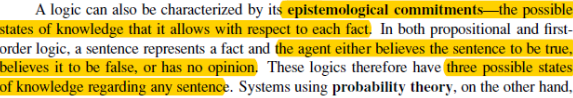 A logic can also be characterized by its epistemological commitments—the possible
states of knowledge that it allows with respect to each fact. In both propositional and first-
order logic, a sentence represents a fact and the agent either believes the sentence to be true,
believes it to be false, or has no opinion. These logics therefore have three possible states
of knowledge regarding any sentence. Systems using probability theory, on the other hand,